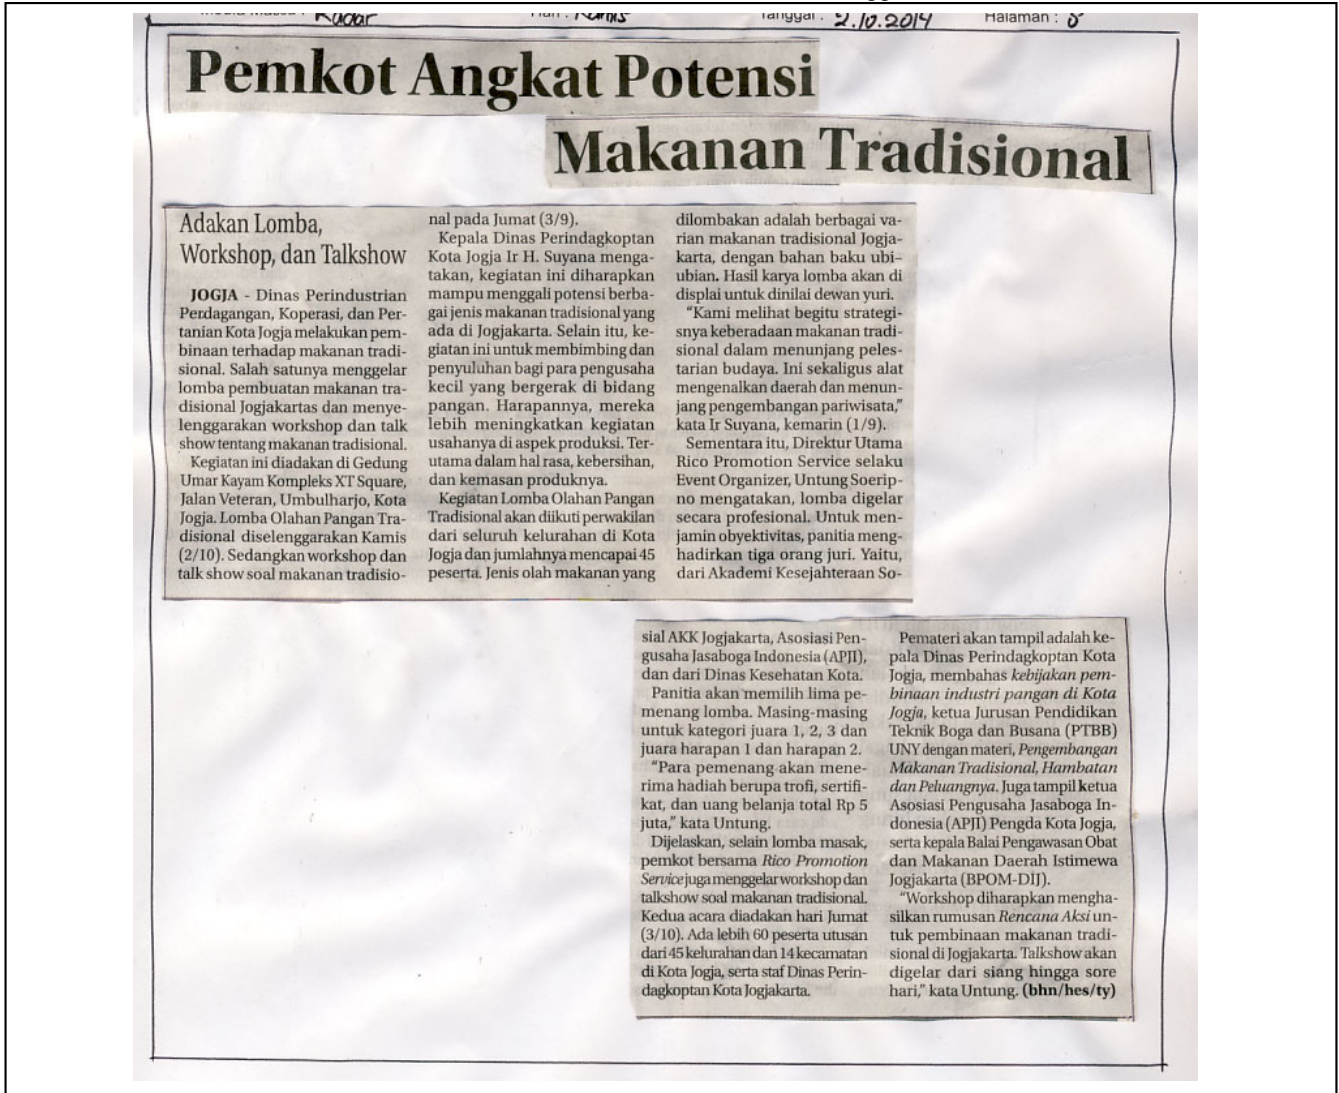 Radar
Kamis
Tanggal : 2.10.2014
Halaman : 8
Pemkot Angkat Potensi
Makanan Tradisional
Adakan Lomba,
Workshop, dan Talkshow
JOGJA - Dinas Perindustrian
Perdagangan, Koperasi, dan Per-
tanian Kota Jogja melakukan pem-
binaan terhadap makanan tradi-
sional. Salah satunya menggelar
lomba pembuatan makanan tra-
disional Jogjakartas dan menye-
lenggarakan workshop dan talk
show tentang makanan tradisional.
Kegiatan ini diadakan di Gedung
Umar Kayam Kompleks XT Square,
Jalan Veteran, Umbulharjo, Kota
Jogja. Lomba Olahan Pangan Tra-
disional diselenggarakan Kamis
(2/10). Sedangkan workshop dan
talk show soal makanan tradisio-
nal pada Jumat (3/9).
Kepala Dinas Perindagkoptan
Kota Jogja Ir H. Suyana menga-
takan, kegiatan ini diharapkan
mampu menggali potensi berba-
gai jenis makanan tradisional yang
ada di Jogjakarta. Selain itu, ke-
giatan ini untuk membimbing dan
penyuluhan bagi para pengusaha
kecil yang bergerak di bidang
pangan. Harapannya, mereka
lebih meningkatkan kegiatan
usahanya di aspek produksi. Ter-
utama dalam hal rasa, kebersihan,
dan kemasan produknya.
Kegiatan Lomba Olahan Pangan
Tradisional akan diikuti perwakilan
dari seluruh kelurahan di Kota
Jogja dan jumlahnya mencapai 45
peserta. Jenis olah makanan yang
dilombakan adalah berbagai va-
rian makanan tradisional Jogja-
karta, dengan bahan baku ubi-
ubian. Hasil karya lomba akan di
displai untuk dinilai dewan yuri.
"Kami melihat begitu strategi-
snya keberadaan makanan tradi-
sional dalam menunjang peles-
tarian budaya. Ini sekaligus alat
mengenalkan daerah dan menun-
jang pengembangan pariwisata,"
kata Ir Suyana, kemarin (1/9).
Sementara itu, Direktur Utama
Rico Promotion Service selaku
Event Organizer, Untung Soerip-
no mengatakan, lomba digelar
secara profesional. Untuk men-
jamin obyektivitas, panitia meng-
hadirkan tiga orang juri. Yaitu,
dari Akademi Kesejahteraan So-
sial AKK Jogjakarta, Asosiasi Pen-
gusaha Jasaboga Indonesia (APJI),
dan dari Dinas Kesehatan Kota.
Panitia akan memilih lima pe-
menang lomba. Masing-masing
untuk kategori juara 1, 2, 3 dan
juara harapan 1 dan harapan 2.
"Para pemenang akan mene-
rima hadiah berupa trofi, sertifi-
kat, dan uang belanja total Rp 5
juta," kata Untung.
Dijelaskan, selain lomba masak,
pemkot bersama Rico Promotion
Service juga menggelar workshop dan
talkshow soal makanan tradisional.
Kedua acara diadakan hari Jumat
(3/10). Ada lebih 60 peserta utusan
dari 45 kelurahan dan 14 kecamatan
di Kota Jogja, serta staf Dinas Perin-
dagkoptan Kota Jogjakarta.
Pemateri akan tampil adalah ke-
pala Dinas Perindagkoptan Kota
Jogja, membahas kebijakan pem-
binaan industri pangan di Kota
Jogja, ketua Jurusan Pendidikan
Teknik Boga dan Busana (PTBB)
UNY dengan materi, Pengembangan
Makanan Tradisional, Hambatan
dan Peluangnya. Juga tampil ketua
Asosiasi Pengusaha Jasaboga In-
donesia (APJI) Pengda Kota Jogja,
serta kepala Balai Pengawasan Obat
dan Makanan Daerah Istimewa
Jogjakarta (BPOM-DIJ).
"Workshop diharapkan mengha-
silkan rumusan Rencana Aksi un-
tuk pembinaan makanan tradi-
sional di Jogjakarta. Talkshow akan
digelar dari siang hingga sore
hari," kata Untung. (bhn/hes/ty)